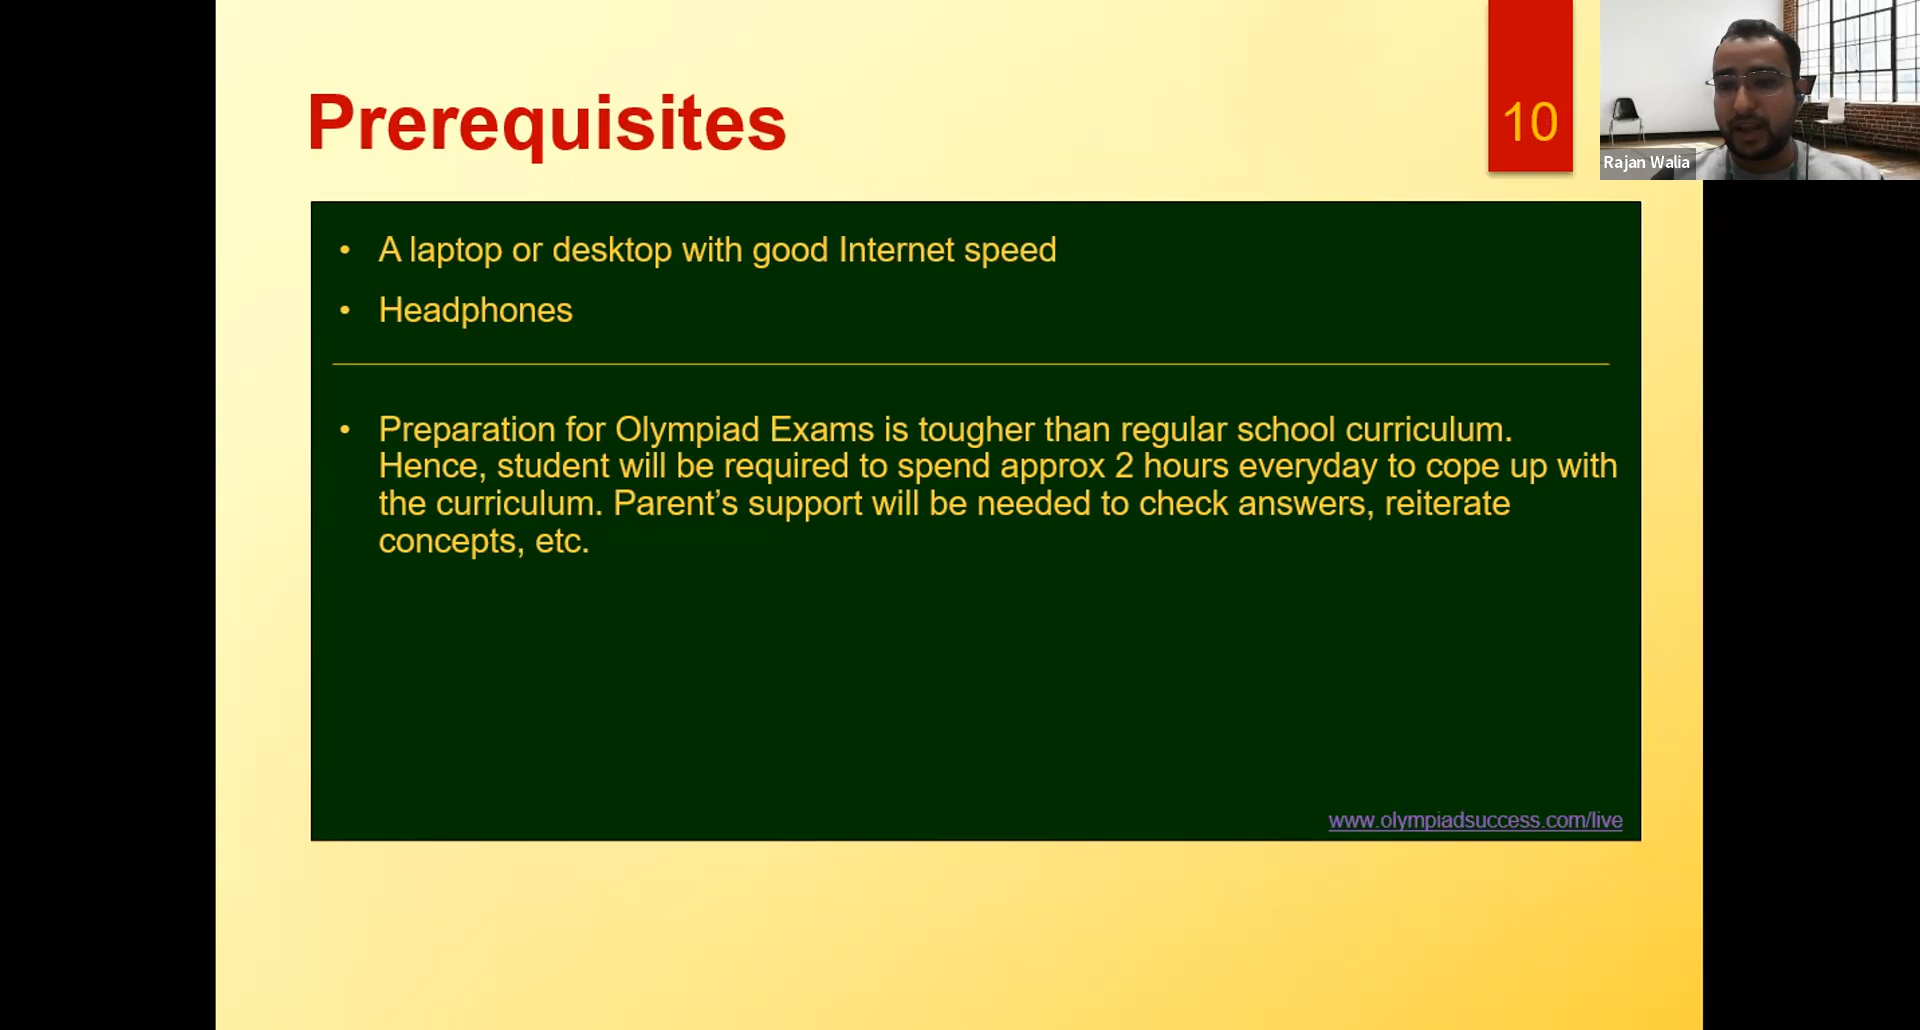 Prerequisites
10
Rajan Walia
• A laptop or desktop with good Internet speed
• Headphones
• Preparation for Olympiad Exams is tougher than regular school curriculum.
Hence, student will be required to spend approx 2 hours everyday to cope up with
the curriculum. Parent’s support will be needed to check answers, reiterate
concepts, etc.
www.olympiadsuccess.com/live